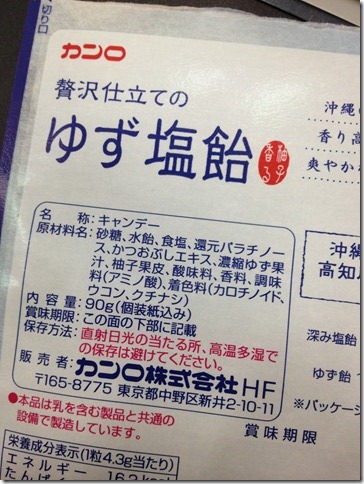 切り口
カンロ
贅沢仕立ての
ゆず塩飴
柚子香る
沖縄
香り高
爽やか
名　　称:キャンデー
原材料名:砂糖、水飴、食塩、還元パラチノー
ス、かつおぶしエキス、濃縮ゆず果
汁、柚子果皮、酸味料、香料、調味
料(アミノ酸)、着色料(カロチノイド、
ウコン、クチナシ)
内 容 量:90g(個装紙込み)
賞味期限:この面の下部に記載
保存方法:直射日光の当たる所、高温多湿で
の保存は避けてください。
販 売 者:カンロ株式会社 HF
〒165-8775 東京都中野区新井2-10-11
●本品は乳を含む製品と共通の
設備で製造しています。
沖縄
高知
深み塩飴
ゆず飴
※パッケージ
賞味期限
栄養成分表示(1粒4.3g当たり)
エネルギー 16.2kcal
たんぱく